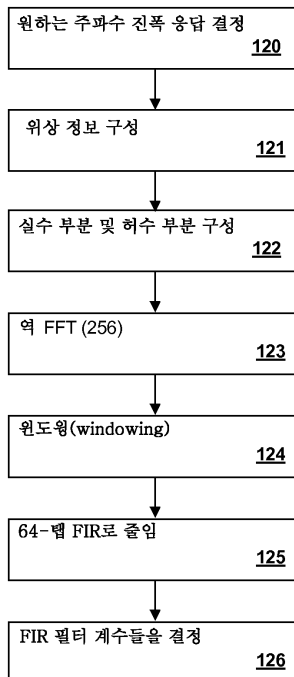 원하는 주파수 진폭 응답 결정
120
위상 정보 구성
121
실수 부분 및 허수 부분 구성
122
역 FFT (256)
123
윈도윙(windowing)
124
64-탭 FIR로 줄임
125
FIR 필터 계수들을 결정
126